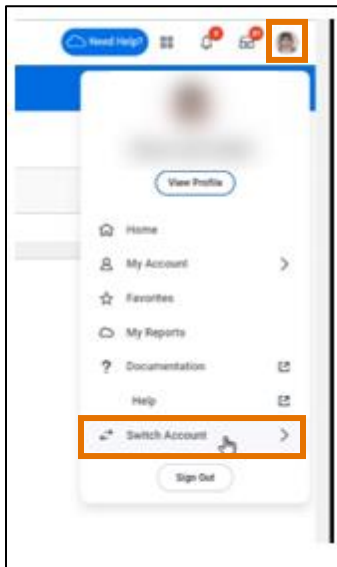 Need Help?
View Profile
Home
My Account
Favorites
My Reports
? Documentation
Help
Switch Account
Sign Out